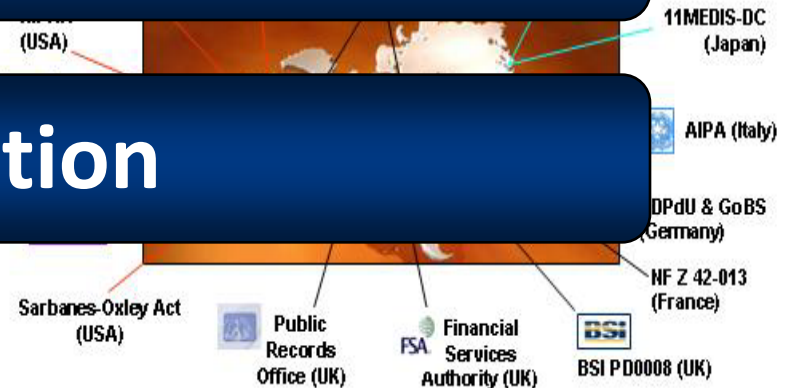 (USA)
11MEDIS-DC
(Japan)
AIPA (Italy)
tion
DPdU & GoBS
(Germany)
NF Z 42-013
(France)
Sarbanes-Oxley Act
(USA)
Public
Records
Office (UK)
FSA
Financial
Services
Authority (UK)
BSI
BSI PD0008 (UK)